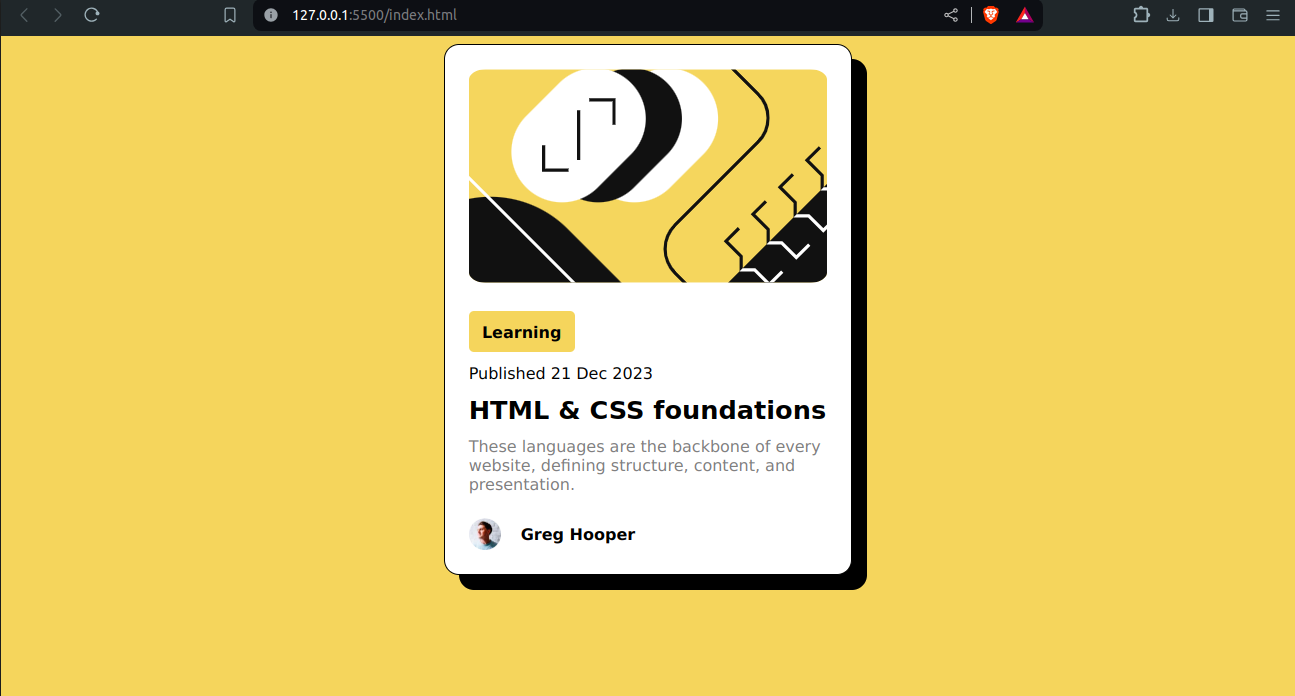 127.0.0.1:5500/index.html
Learning
Published 21 Dec 2023
HTML & CSS foundations
These languages are the backbone of every
website, defining structure, content, and
presentation.
Greg Hooper